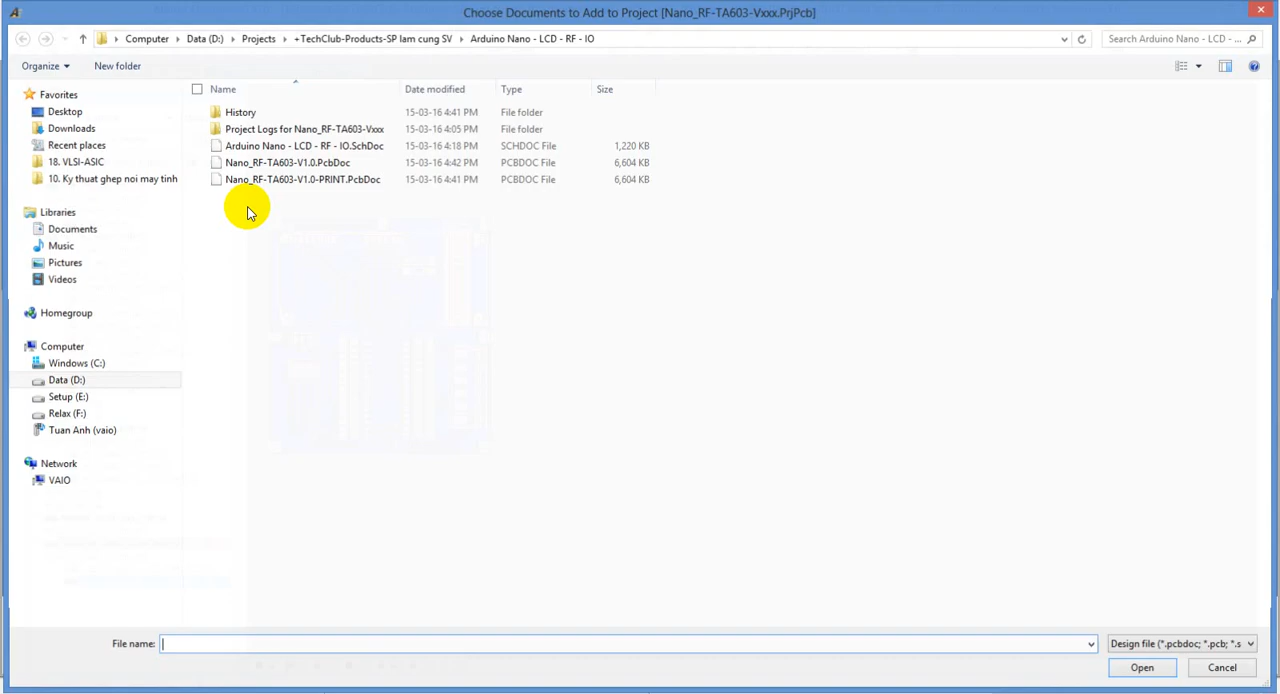 Choose Documents to Add to Project [Nano_RF-TA603-Vxxx.PrjPcb]
Computer Data (D:) Projects +TechClub-Products-SP lam cung SV Arduino Nano - LCD - RF - IO
Search Arduino Nano - LCD - ...
Organize New folder
Favorites
Desktop
Downloads
Recent places
18. VLSI-ASIC
10. Ky thuat ghep noi may tinh
Libraries
Documents
Music
Pictures
Videos
Homegroup
Computer
Windows (C:)
Data (D:)
Setup (E:)
Relax (F:)
Tuan Anh (vaio)
Network
VAIO
Name Date modified Type Size
History 15-03-16 4:41 PM File folder
Project Logs for Nano_RF-TA603-Vxxx 15-03-16 4:05 PM File folder
Arduino Nano - LCD - RF - IO.SchDoc 15-03-16 4:18 PM SCHDOC File 1,220 KB
Nano_RF-TA603-V1.0.PcbDoc 15-03-16 4:42 PM PCBDOC File 6,604 KB
Nano_RF-TA603-V1.0-PRINT.PcbDoc 15-03-16 4:41 PM PCBDOC File 6,604 KB
File name: Design file (*.pcbdoc; *.pcb; *.s
Open Cancel